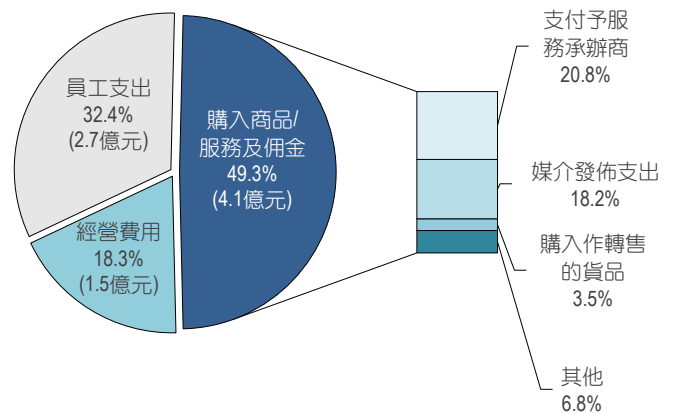 支付予服
務承辦商
20.8%
員工支出
32.4%
(2.7億元)
購入商品/
服務及佣金
49.3%
(4.1億元)
媒介發佈支出
18.2%
經營費用
18.3%
(1.5億元)
購入作轉售
的貨品
3.5%
其他
6.8%